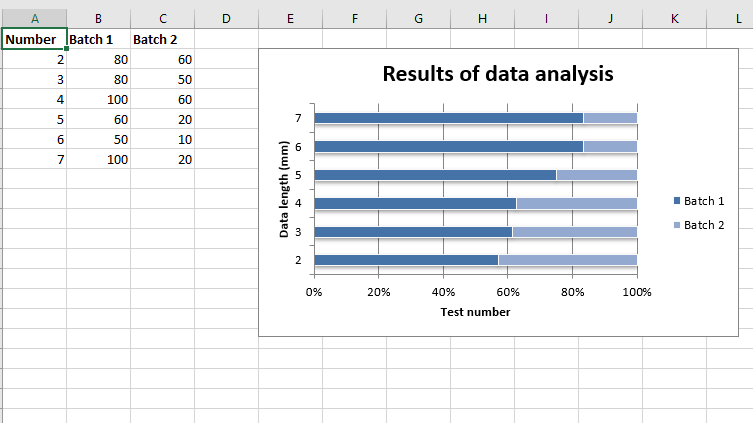 A B C D E F G H I J K L
Number Batch 1 Batch 2
2 80 60
3 80 50
4 100 60
5 60 20
6 50 10
7 100 20
Results of data analysis
Data length (mm)
7
6
5
4
3
2
0% 20% 40% 60% 80% 100%
Test number
Batch 1
Batch 2